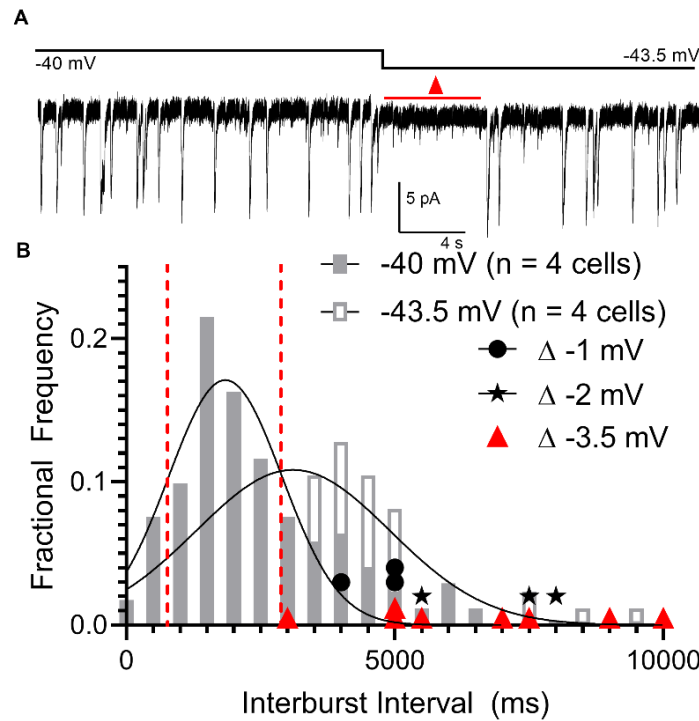 A
-40 mV
-43.5 mV
5 pA
4 s
B
-40 mV (n = 4 cells)
-43.5 mV (n = 4 cells)
Δ -1 mV
Δ -2 mV
Δ -3.5 mV
Fractional Frequency
0.2
0.1
0.0
0
5000
10000
Interburst Interval (ms)